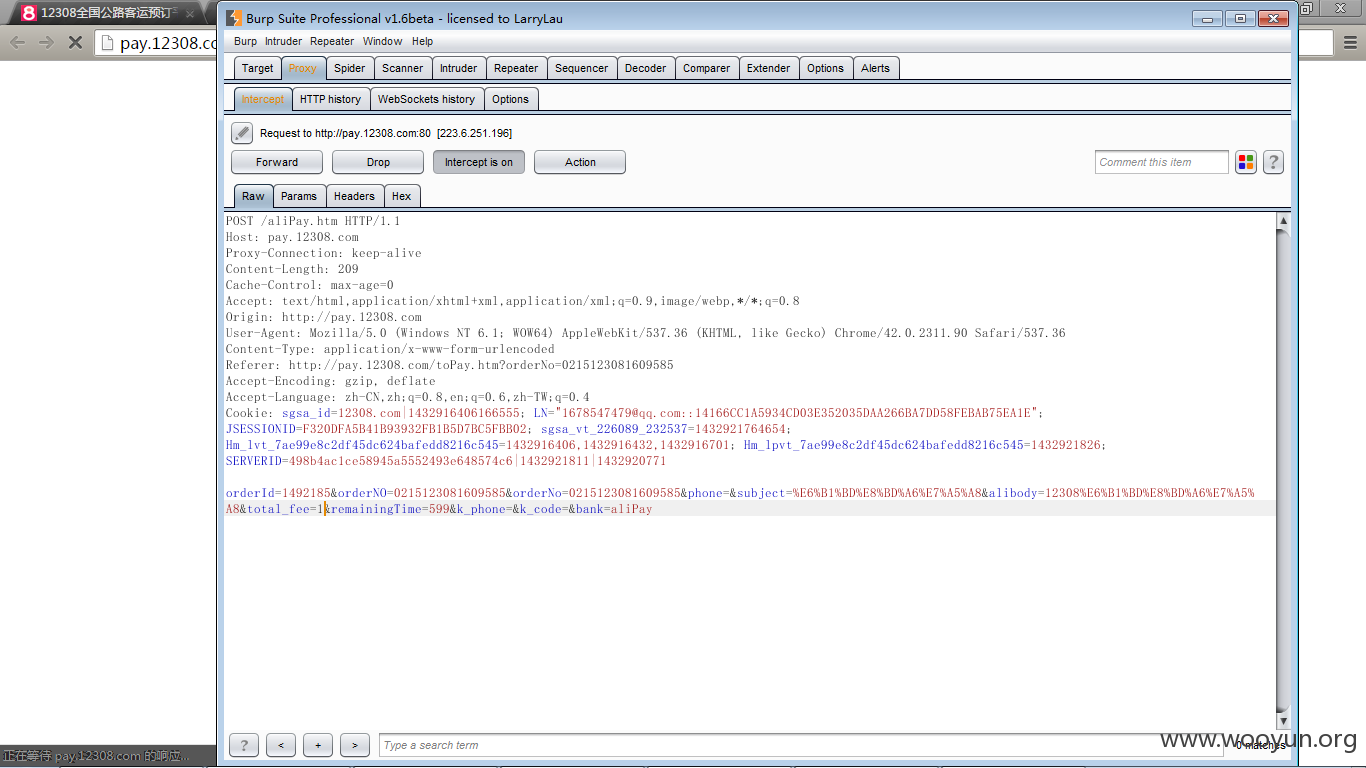 12308全国公路客运预订
pay.12308.co
Burp Suite Professional v1.6beta - licensed to LarryLau
Burp Intruder Repeater Window Help
Target Proxy Spider Scanner Intruder Repeater Sequencer Decoder Comparer Extender Options Alerts
Intercept HTTP history WebSockets history Options
Request to http://pay.12308.com:80 [223.6.251.196]
Forward Drop Intercept is on Action Comment this item ?
Raw Params Headers Hex
POST /aliPay.htm HTTP/1.1
Host: pay.12308.com
Proxy-Connection: keep-alive
Content-Length: 209
Cache-Control: max-age=0
Accept: text/html,application/xhtml+xml,application/xml;q=0.9,image/webp,*/*;q=0.8
Origin: http://pay.12308.com
User-Agent: Mozilla/5.0 (Windows NT 6.1; WOW64) AppleWebKit/537.36 (KHTML, like Gecko) Chrome/42.0.2311.90 Safari/537.36
Content-Type: application/x-www-form-urlencoded
Referer: http://pay.12308.com/toPay.htm?orderNo=0215123081609585
Accept-Encoding: gzip, deflate
Accept-Language: zh-CN,zh;q=0.8,en;q=0.6,zh-TW;q=0.4
Cookie: sgsa_id=12308.com|1432916406166555; LN="1678547479@qq.com::14166CC1A5934CD03E352035DAA266BA7DD58FEBAB75EA1E";
JSESSIONID=F320DFA5B41B93932FB1B5D7BC5FBB02; sgsa_vt_226089_232537=1432921764654;
Hm_lvt_7ae99e8c2df45dc624bafedd8216c545=1432916406,1432916432,1432916701; Hm_lpvt_7ae99e8c2df45dc624bafedd8216c545=1432921826;
SERVERID=498b4ac1ce58945a5552493e648574c6|1432921811|1432920771
orderId=1492185&orderNO=0215123081609585&orderNo=0215123081609585&phone=&subject=%E6%B1%BD%E8%BD%A6%E7%A5%A8&alibody=12308%E6%B1%BD%E8%BD%A6%E7%A5%
A8&total_fee=1&remainingTime=599&k_phone=&k_code=&bank=aliPay
? < + > Type a search term 0 matches
正在等待 pay.12308.com 的响应...
www.wooyun.org